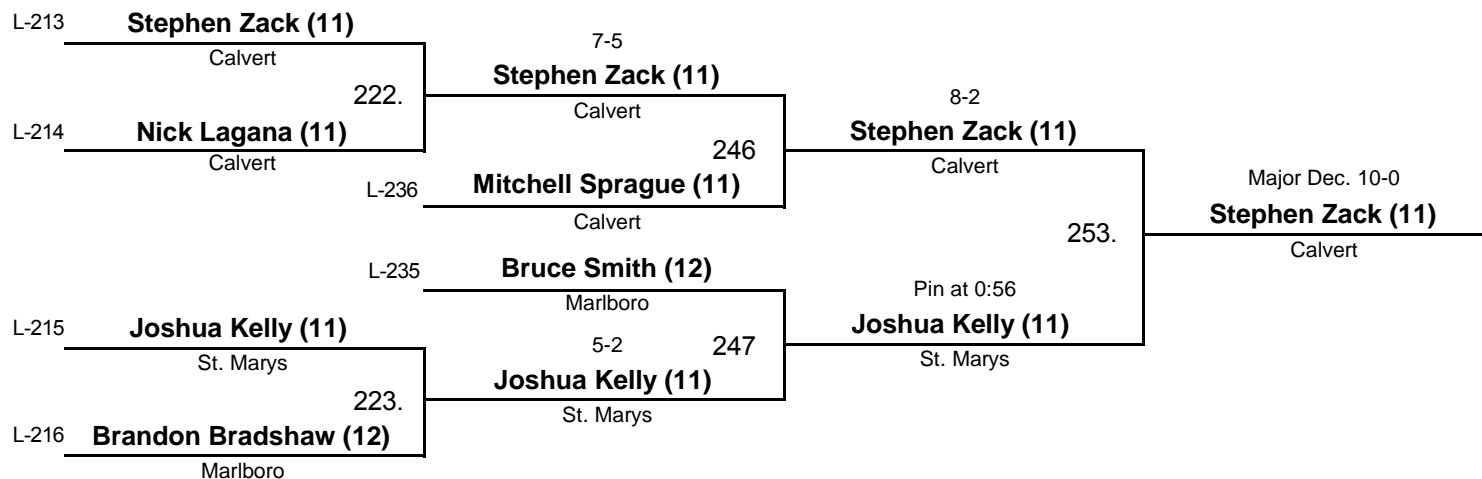 L-213
Stephen Zack (11)
Calvert
222.
L-214
Nick Lagana (11)
Calvert
7-5
Stephen Zack (11)
Calvert
246
L-236
Mitchell Sprague (11)
Calvert
8-2
Stephen Zack (11)
Calvert
253.
Major Dec. 10-0
Stephen Zack (11)
Calvert
L-235
Bruce Smith (12)
Marlboro
247
L-215
Joshua Kelly (11)
St. Marys
223.
L-216
Brandon Bradshaw (12)
Marlboro
5-2
Joshua Kelly (11)
St. Marys
Pin at 0:56
Joshua Kelly (11)
St. Marys